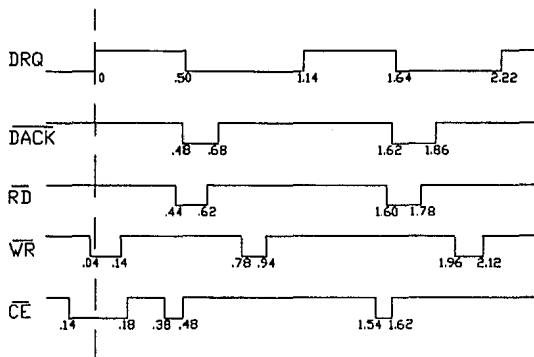 DRQ
0 .50 1.14 1.64 2.22
DACK
.48 .68 1.62 1.86
RD
.44 .62 1.60 1.78
WR
.04 .14 .78 .94 1.96 2.12
CE
.14 .18 .38 .48 1.54 1.62